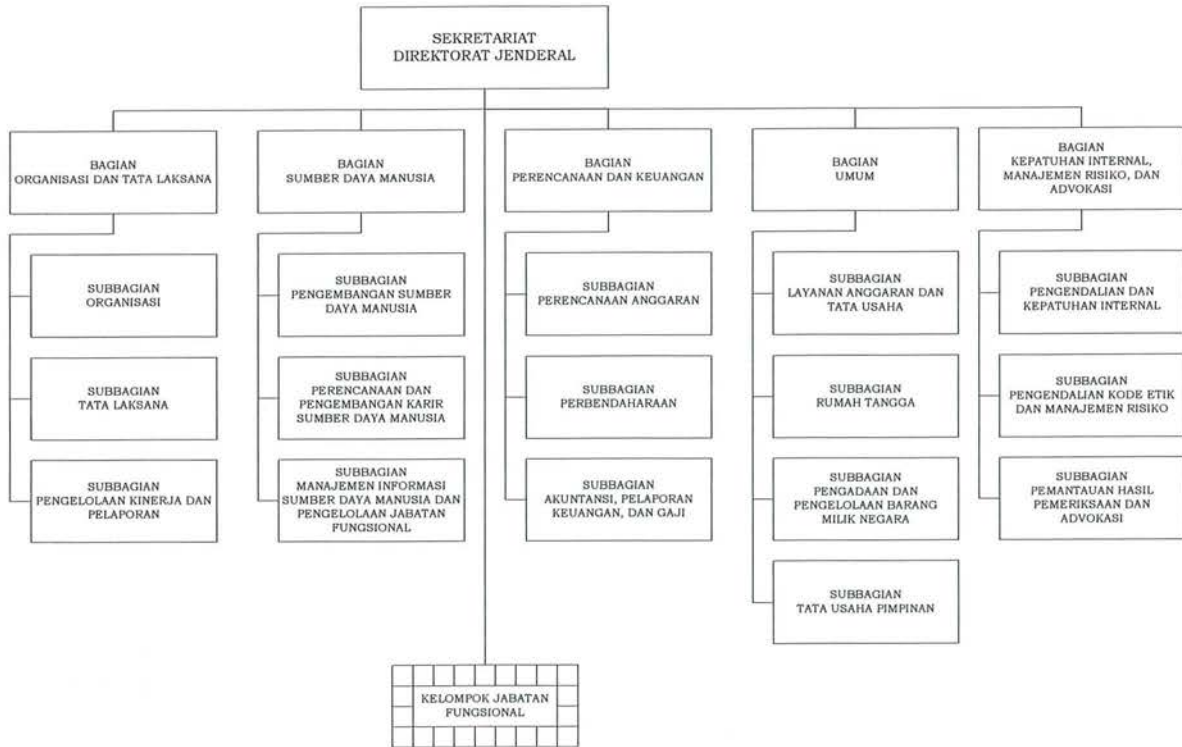 SEKRETARIAT
DIREKTORAT JENDERAL
BAGIAN
ORGANISASI DAN TATA LAKSANA
BAGIAN
SUMBER DAYA MANUSIA
BAGIAN
PERENCANAAN DAN KEUANGAN
BAGIAN
UMUM
BAGIAN
KEPATUHAN INTERNAL,
MANAJEMEN RISIKO, DAN
ADVOKASI
SUBBAGIAN
ORGANISASI
SUBBAGIAN
PENGEMBANGAN SUMBER
DAYA MANUSIA
SUBBAGIAN
PERENCANAAN ANGGARAN
SUBBAGIAN
LAYANAN ANGGARAN DAN
TATA USAHA
SUBBAGIAN
PENGENDALIAN DAN
KEPATUHAN INTERNAL
SUBBAGIAN
TATA LAKSANA
SUBBAGIAN
PERENCANAAN DAN
PENGEMBANGAN KARIR
SUMBER DAYA MANUSIA
SUBBAGIAN
PERBENDAHARAAN
SUBBAGIAN
RUMAH TANGGA
SUBBAGIAN
PENGENDALIAN KODE ETIK
DAN MANAJEMEN RISIKO
SUBBAGIAN
PENGELOLAAN KINERJA DAN
PELAPORAN
SUBBAGIAN
MANAJEMEN INFORMASI
SUMBER DAYA MANUSIA DAN
PENGELOLAAN JABATAN
FUNGSIONAL
SUBBAGIAN
AKUNTANSI, PELAPORAN
KEUANGAN, DAN GAJI
SUBBAGIAN
PENGADAAN DAN
PENGELOLAAN BARANG
MILIK NEGARA
SUBBAGIAN
PEMANTAUAN HASIL
PEMERIKSAAN DAN
ADVOKASI
SUBBAGIAN
TATA USAHA PIMPINAN
KELOMPOK JABATAN
FUNGSIONAL